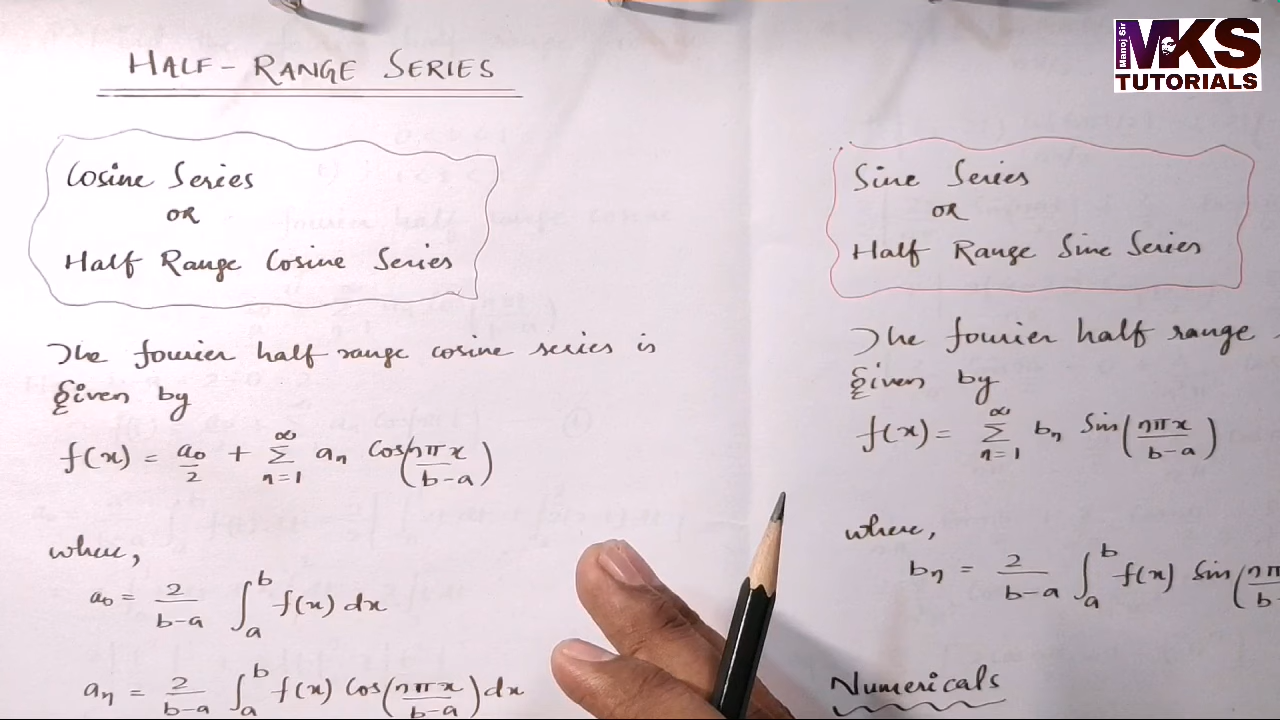 HALF-RANGE SERIES
Manoj Sir
MKS
TUTORIALS
Cosine Series
OR
Half Range Cosine Series
The fourier half range cosine series is
given by
f(x) = a₀/2 + ∑_{n=1}^{∞} aₙ Cos(nπx/(b-a))
where,
a₀ = 2/(b-a) ∫_a^b f(x) dx
aₙ = 2/(b-a) ∫_a^b f(x) Cos(nπx/(b-a)) dx
Sine Series
OR
Half Range Sine Series
The fourier half range
given by
f(x) = ∑_{n=1}^{∞} bₙ Sin(nπx/(b-a))
where,
bₙ = 2/(b-a) ∫_a^b f(x) Sin(nπ/b-
Numericals